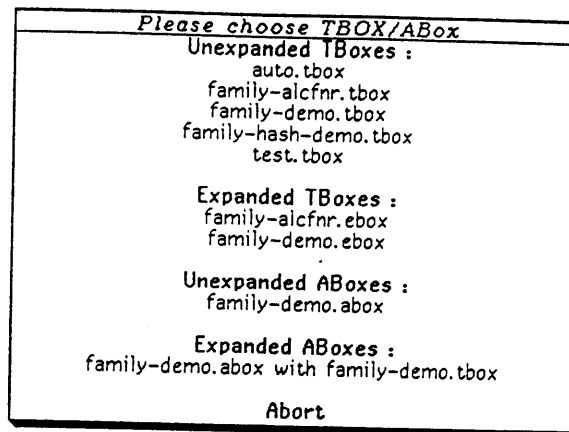 Please choose TBOX/ABox
Unexpanded TBoxes :
auto.tbox
family-alcfnr.tbox
family-demo.tbox
family-hash-demo.tbox
test.tbox
Expanded TBoxes :
family-alcfnr.ebox
family-demo.ebox
Unexpanded ABoxes :
family-demo.abox
Expanded ABoxes :
family-demo.abox with family-demo.tbox
Abort